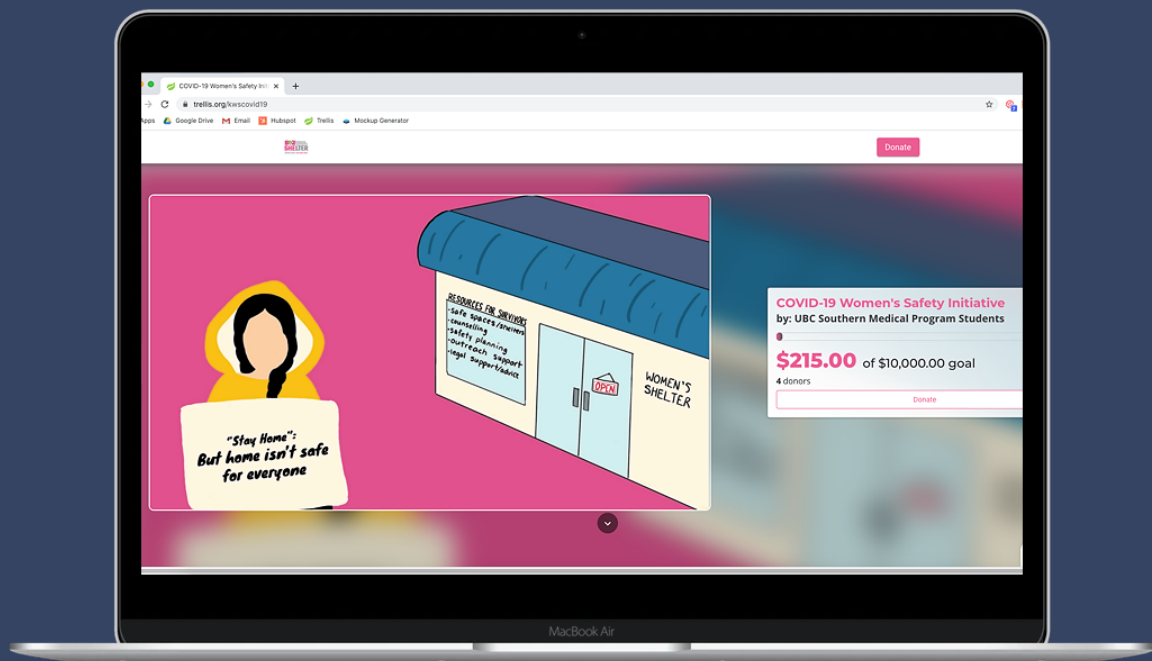 COVID-19 Women's Safety Init
trellis.org/kwscovid19
Apps Google Drive Email Hubspot Trellis Mockup Generator
SHELTER
Donate
RESOURCES FOR SURVIVORS
-safe spaces/shelters
-counselling
-safety planning
-outreach support
-legal support/advice
OPEN
WOMEN'S
SHELTER
"Stay Home":
But home isn't safe
for everyone
COVID-19 Women's Safety Initiative
by: UBC Southern Medical Program Students
$215.00 of $10,000.00 goal
4 donors
Donate
MacBook Air